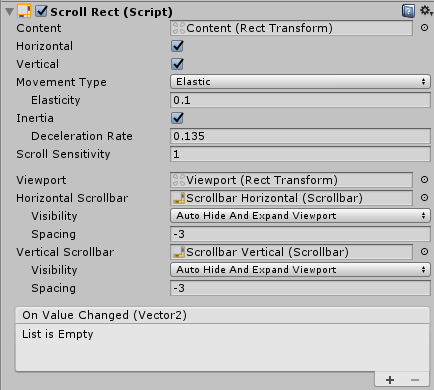 Scroll Rect (Script)
Content Content (Rect Transform)
Horizontal
Vertical
Movement Type Elastic
Elasticity 0.1
Inertia
Deceleration Rate 0.135
Scroll Sensitivity 1
Viewport Viewport (Rect Transform)
Horizontal Scrollbar Scrollbar Horizontal (Scrollbar)
Visibility Auto Hide And Expand Viewport
Spacing -3
Vertical Scrollbar Scrollbar Vertical (Scrollbar)
Visibility Auto Hide And Expand Viewport
Spacing -3
On Value Changed (Vector2)
List is Empty